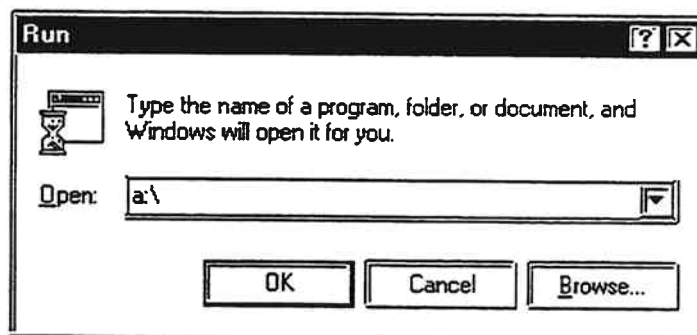 Run
Type the name of a program, folder, or document, and
Windows will open it for you.
Open: a:\
OK Cancel Browse...